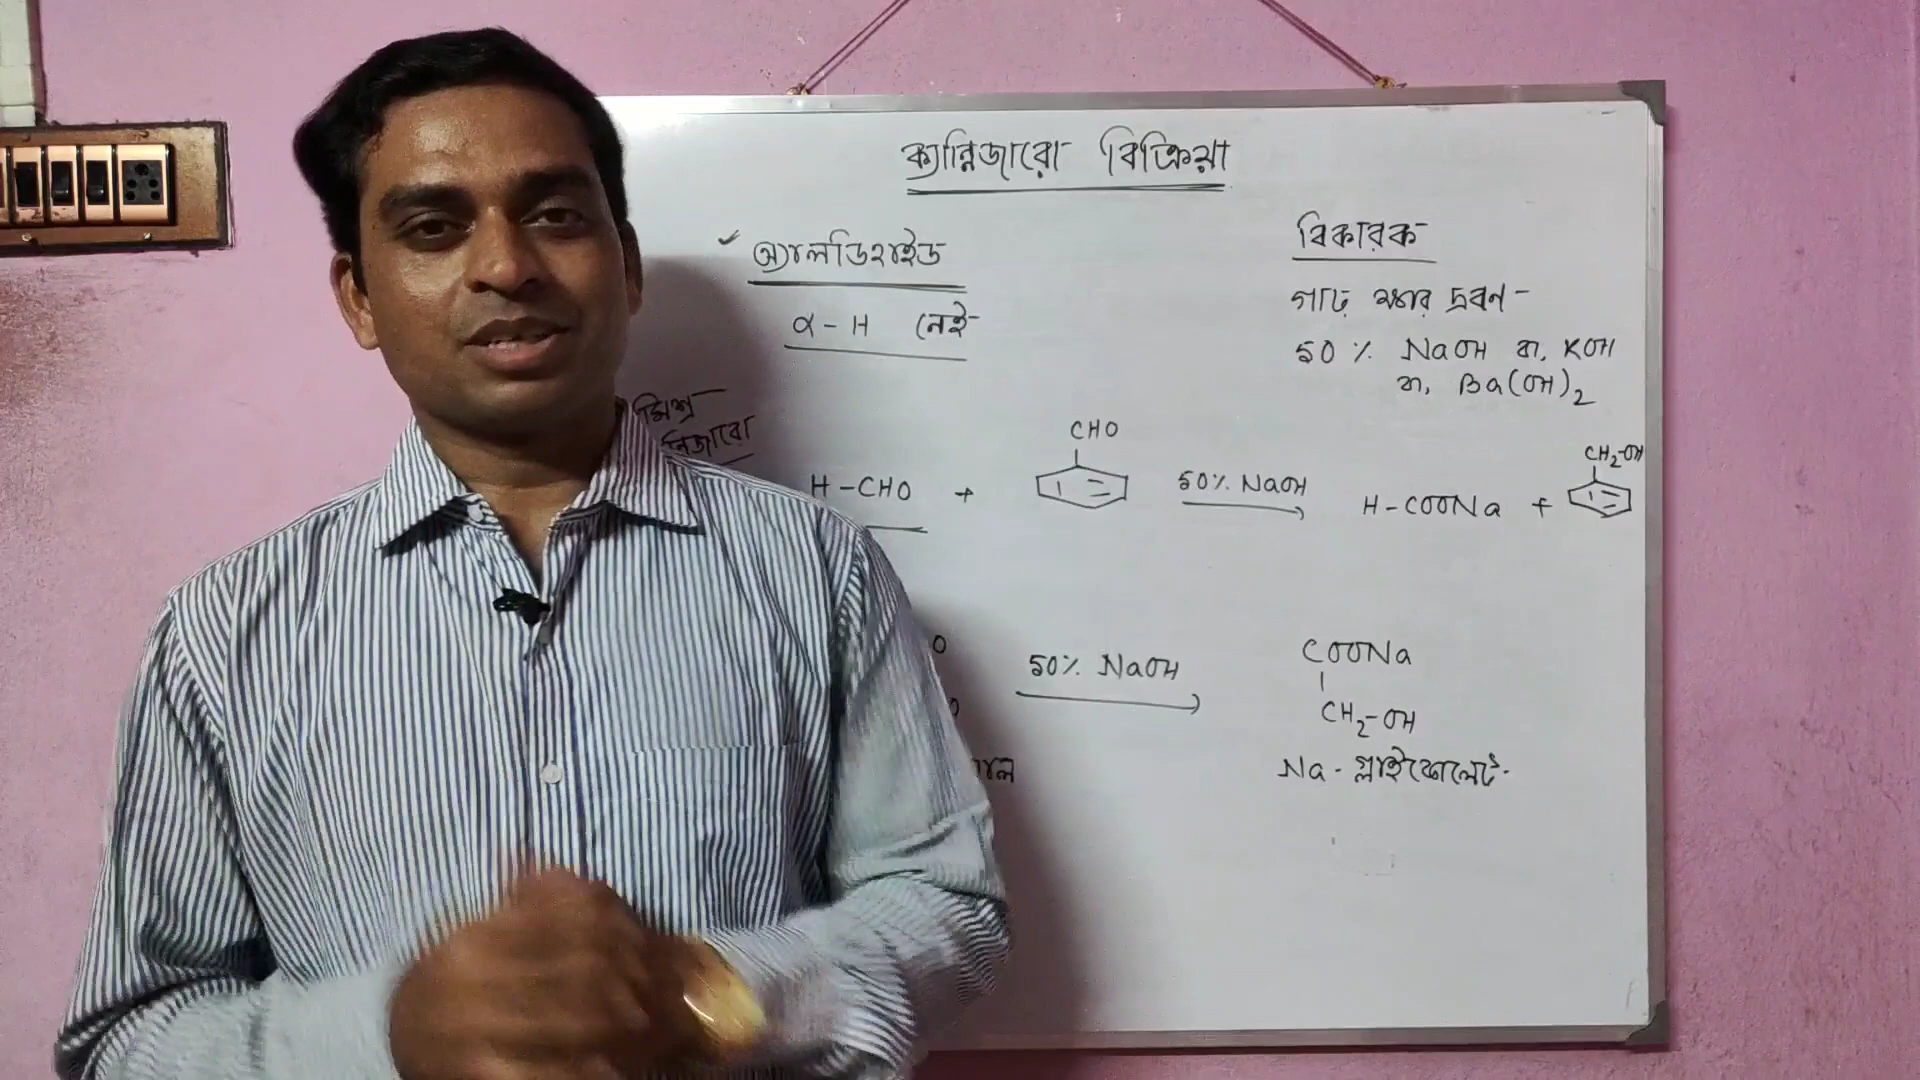 ক্যান্নিজারো বিক্রিয়া
✓ অ্যালডিহাইড
α - H নেই
বিকারক
গাঢ় ক্ষার দ্রবণ -
50 % NaOH বা, KOH
বা, Ba(OH)₂
মিশ্র
নিজারো
CHO
H - CHO +
50% NaOH
H - COONa +
CH₂-OH
50% NaOH
COONa
CH₂-OH
Na - গ্লাইকোলেট